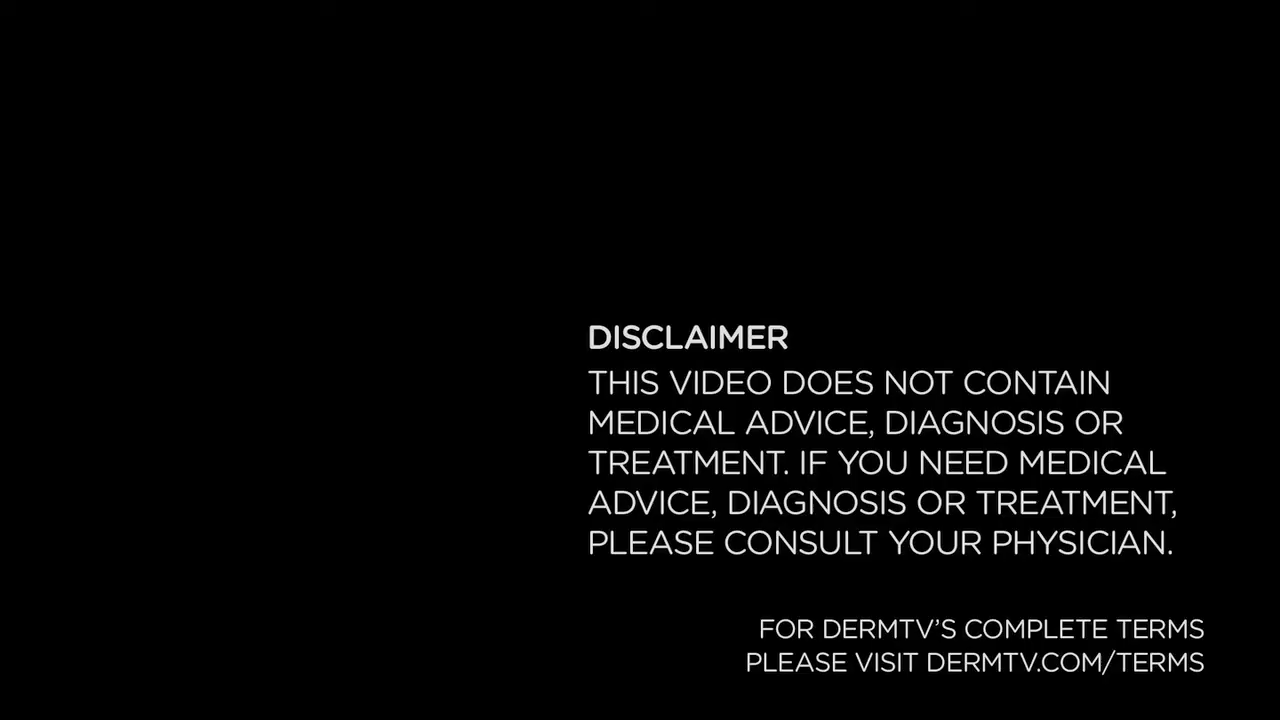 DISCLAIMER
THIS VIDEO DOES NOT CONTAIN
MEDICAL ADVICE, DIAGNOSIS OR
TREATMENT. IF YOU NEED MEDICAL
ADVICE, DIAGNOSIS OR TREATMENT,
PLEASE CONSULT YOUR PHYSICIAN.
FOR DERMTV’S COMPLETE TERMS
PLEASE VISIT DERMTV.COM/TERMS